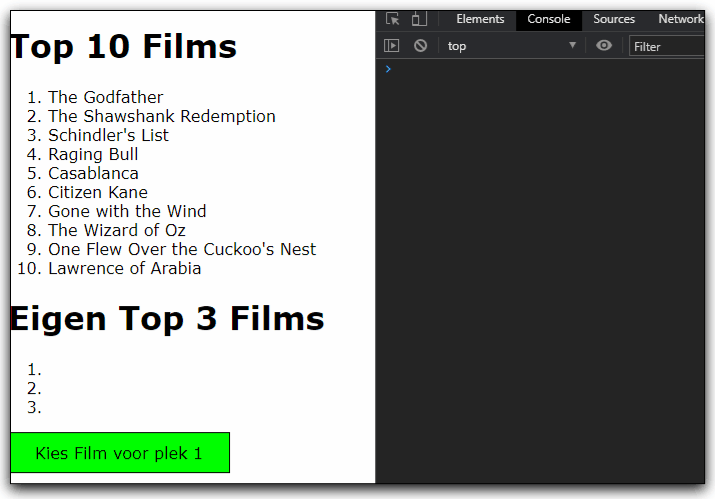 Top 10 Films
1. The Godfather
2. The Shawshank Redemption
3. Schindler's List
4. Raging Bull
5. Casablanca
6. Citizen Kane
7. Gone with the Wind
8. The Wizard of Oz
9. One Flew Over the Cuckoo's Nest
10. Lawrence of Arabia
Eigen Top 3 Films
1.
2.
3.
Kies Film voor plek 1
Elements Console Sources Network
top Filter